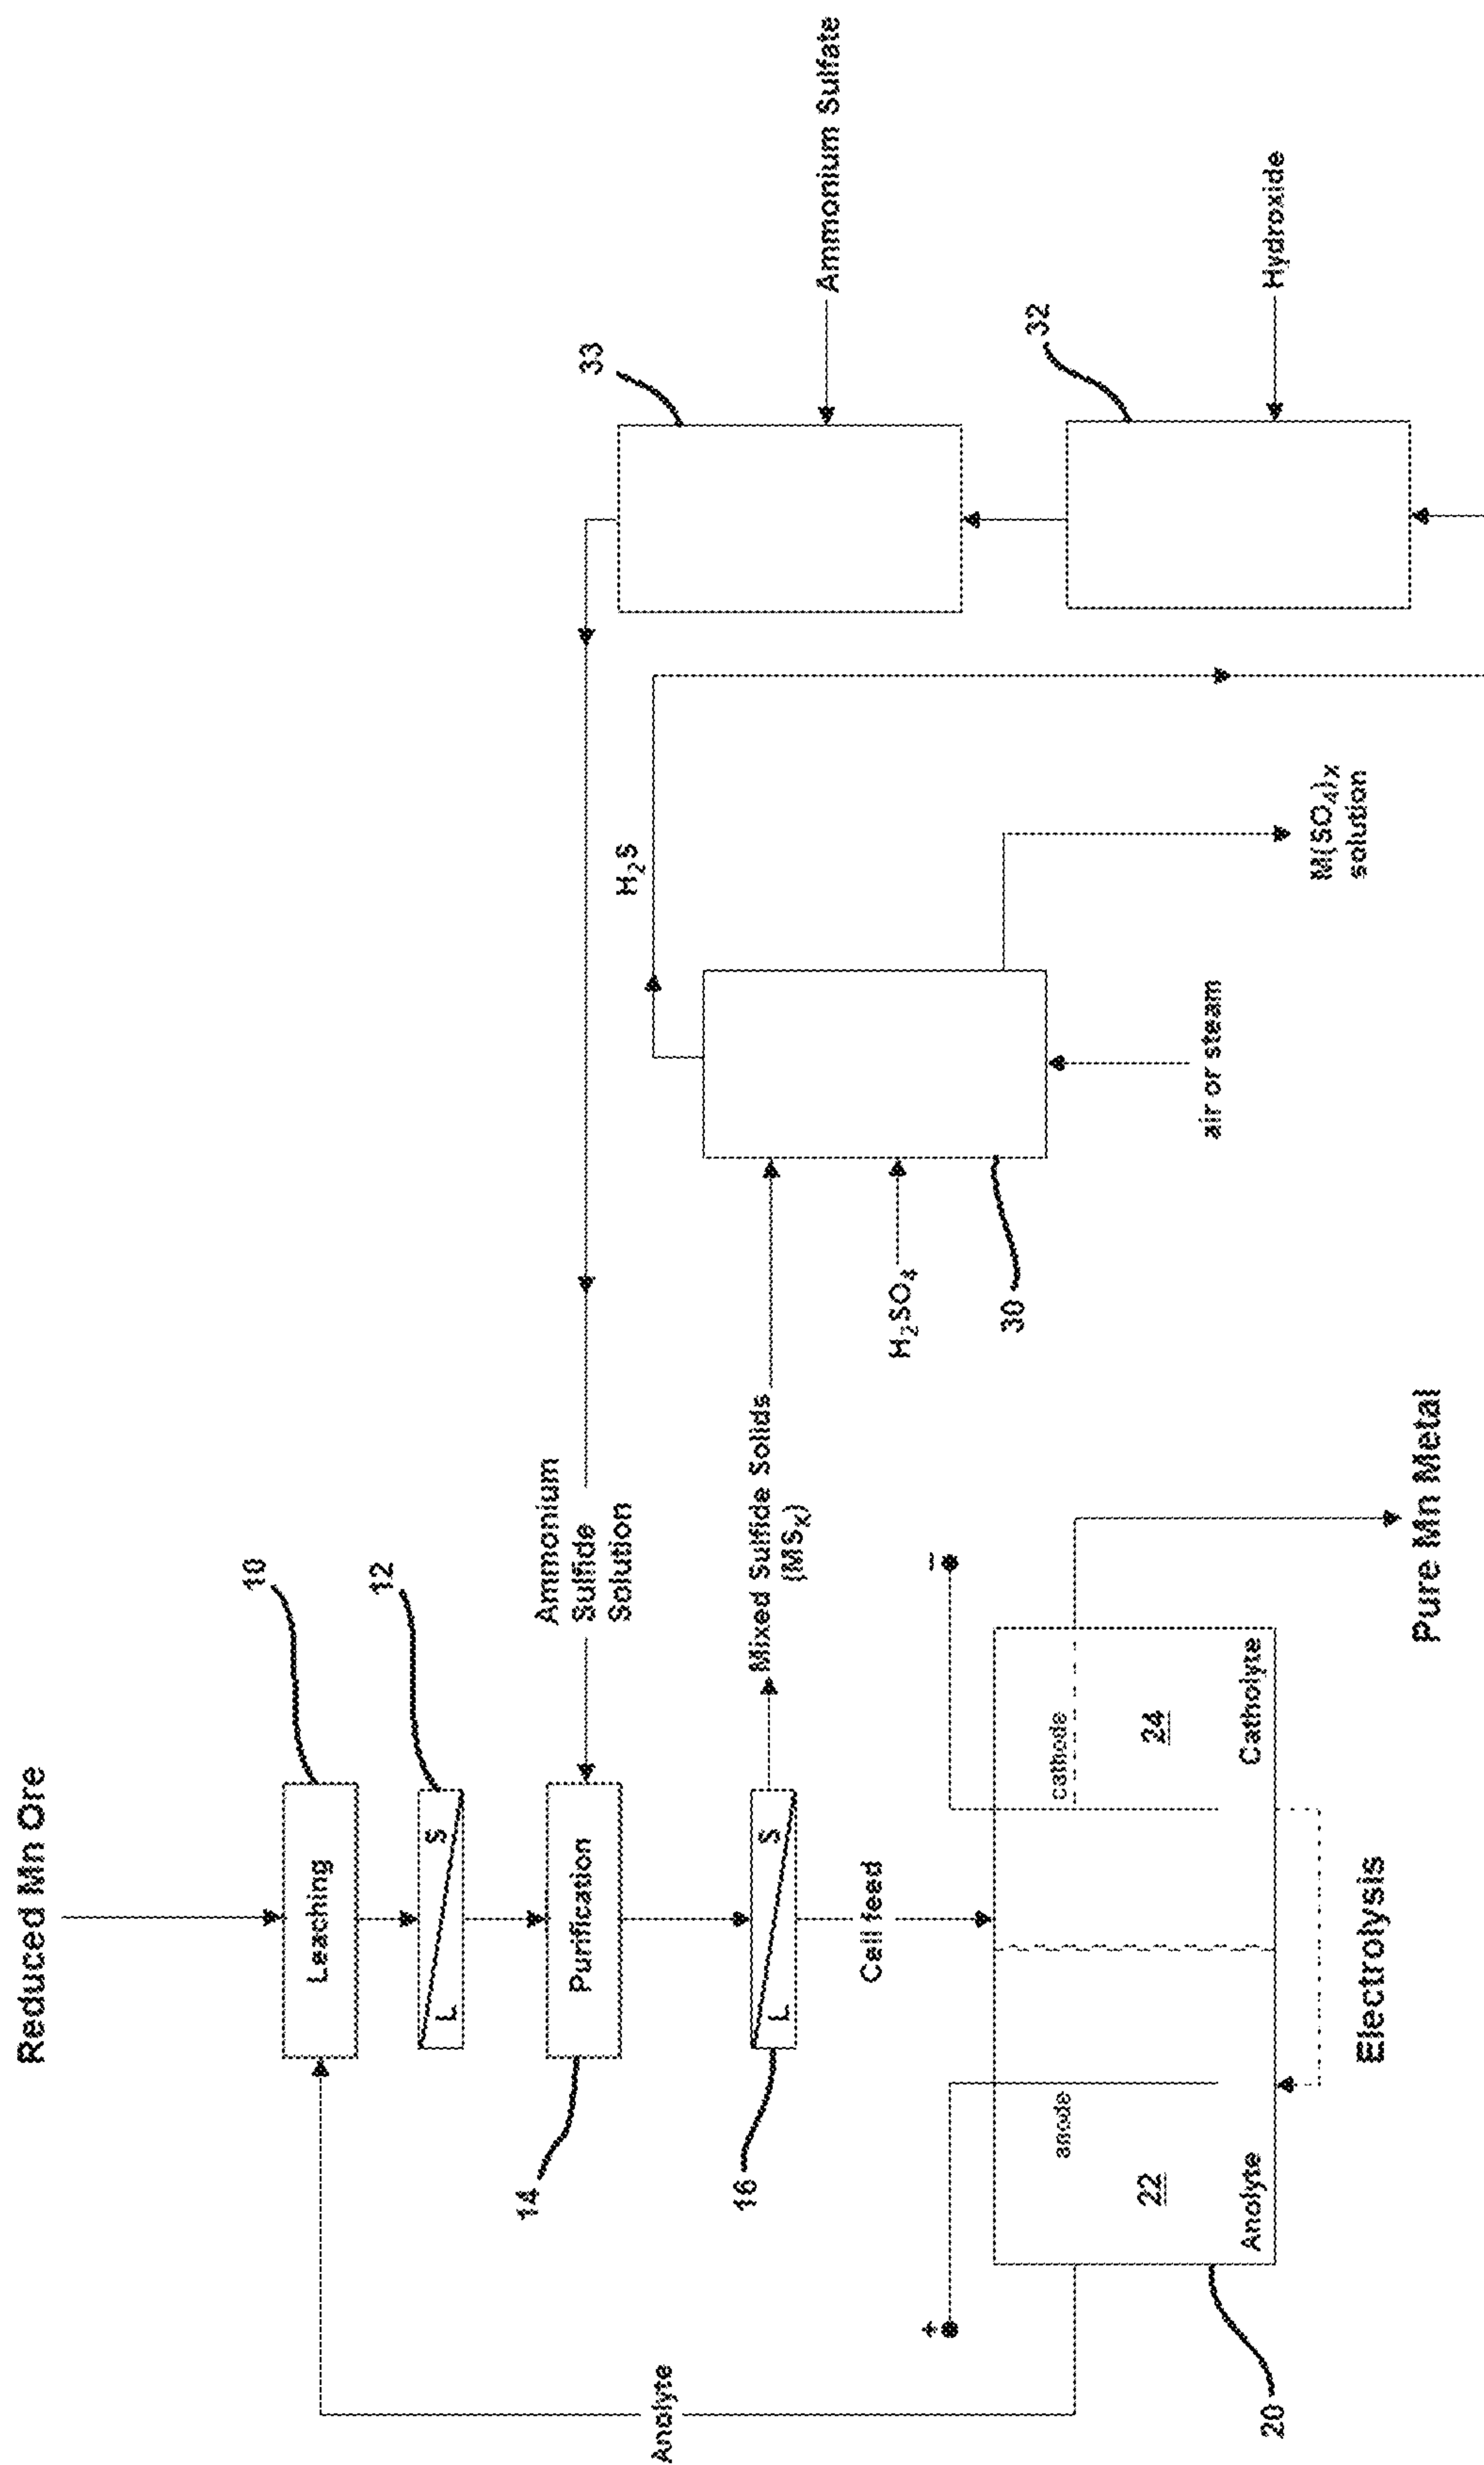 Reduced Mn Ore
10
Leaching
12
L
S
Ammonium
Sulfide
Solution
14
Purification
33
Ammonium Sulfate
H2S
16
L
S
Mixed Sulfide Solids
(MSX)
Anolyte
Cell feed
H2SO4
30
32
Hydroxide
air or steam
M(SO4)x
solution
+
–
anode
cathode
22
24
Anolyte
Catholyte
20
Electrolysis
Pure Mn Metal